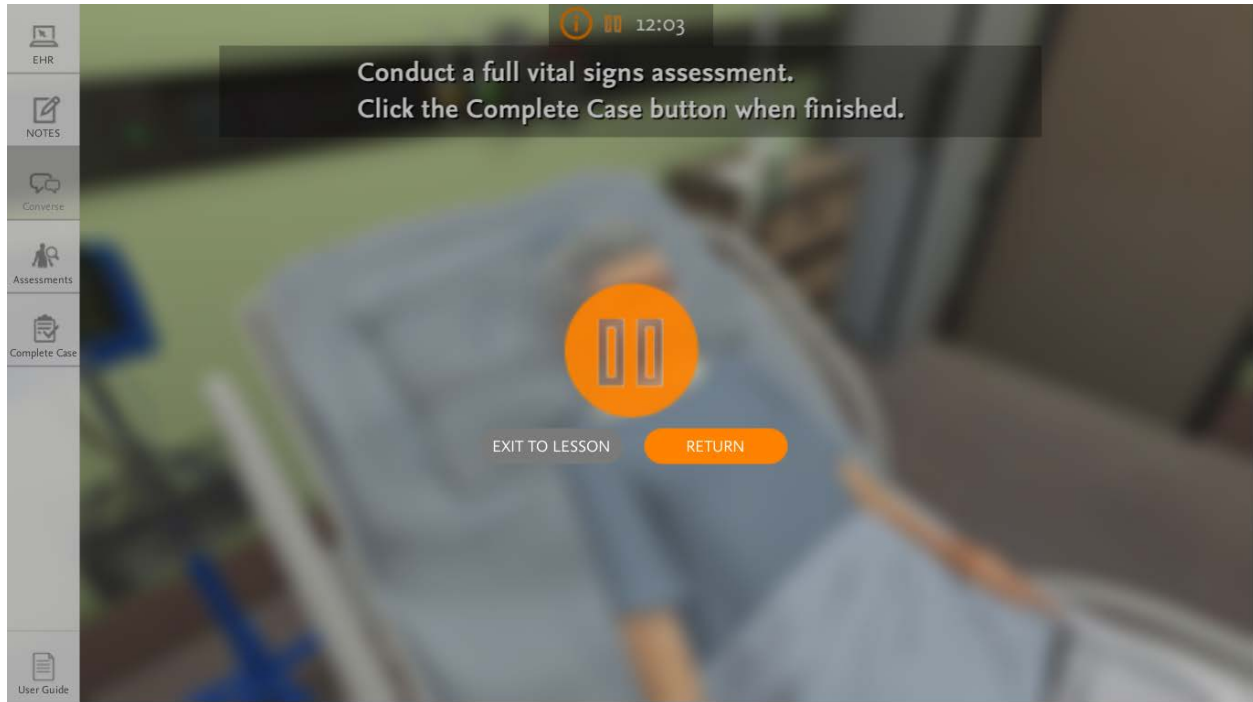 12:03
Conduct a full vital signs assessment.
Click the Complete Case button when finished.
EHR
NOTES
Converse
Assessments
Complete Case
EXIT TO LESSON
RETURN
User Guide